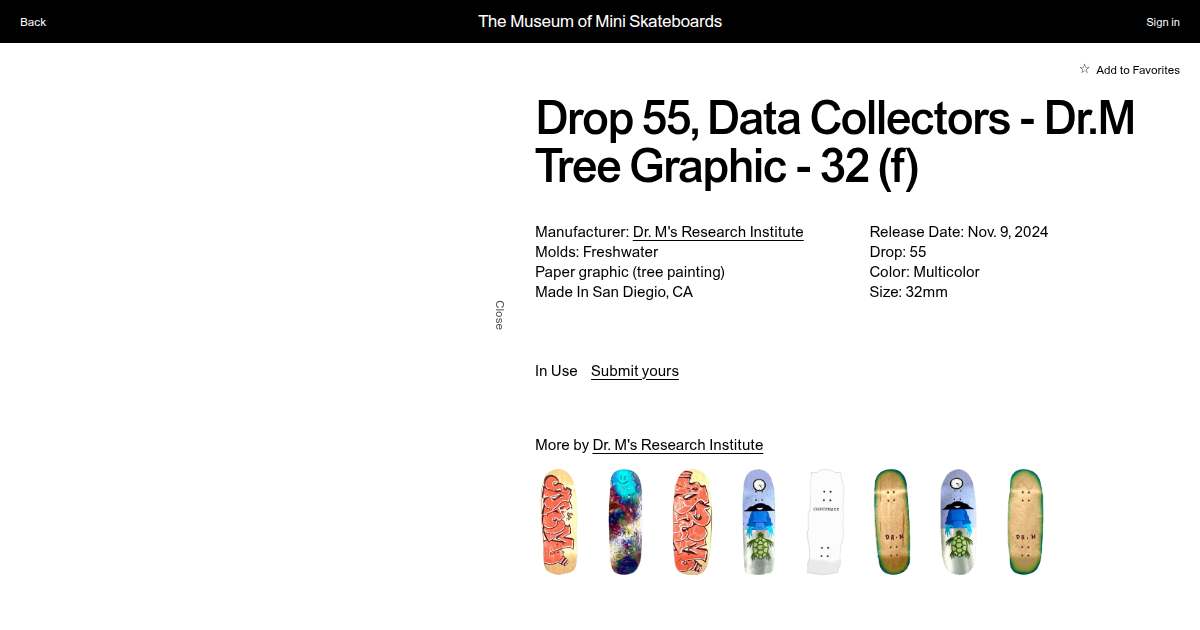 Back
The Museum of Mini Skateboards
Sign in
☆ Add to Favorites
Drop 55, Data Collectors - Dr.M
Tree Graphic - 32 (f)
Manufacturer: Dr. M's Research Institute
Molds: Freshwater
Paper graphic (tree painting)
Made In San Diegio, CA
Release Date: Nov. 9, 2024
Drop: 55
Color: Multicolor
Size: 32mm
Close
In Use Submit yours
More by Dr. M's Research Institute
DR. M
DR. M